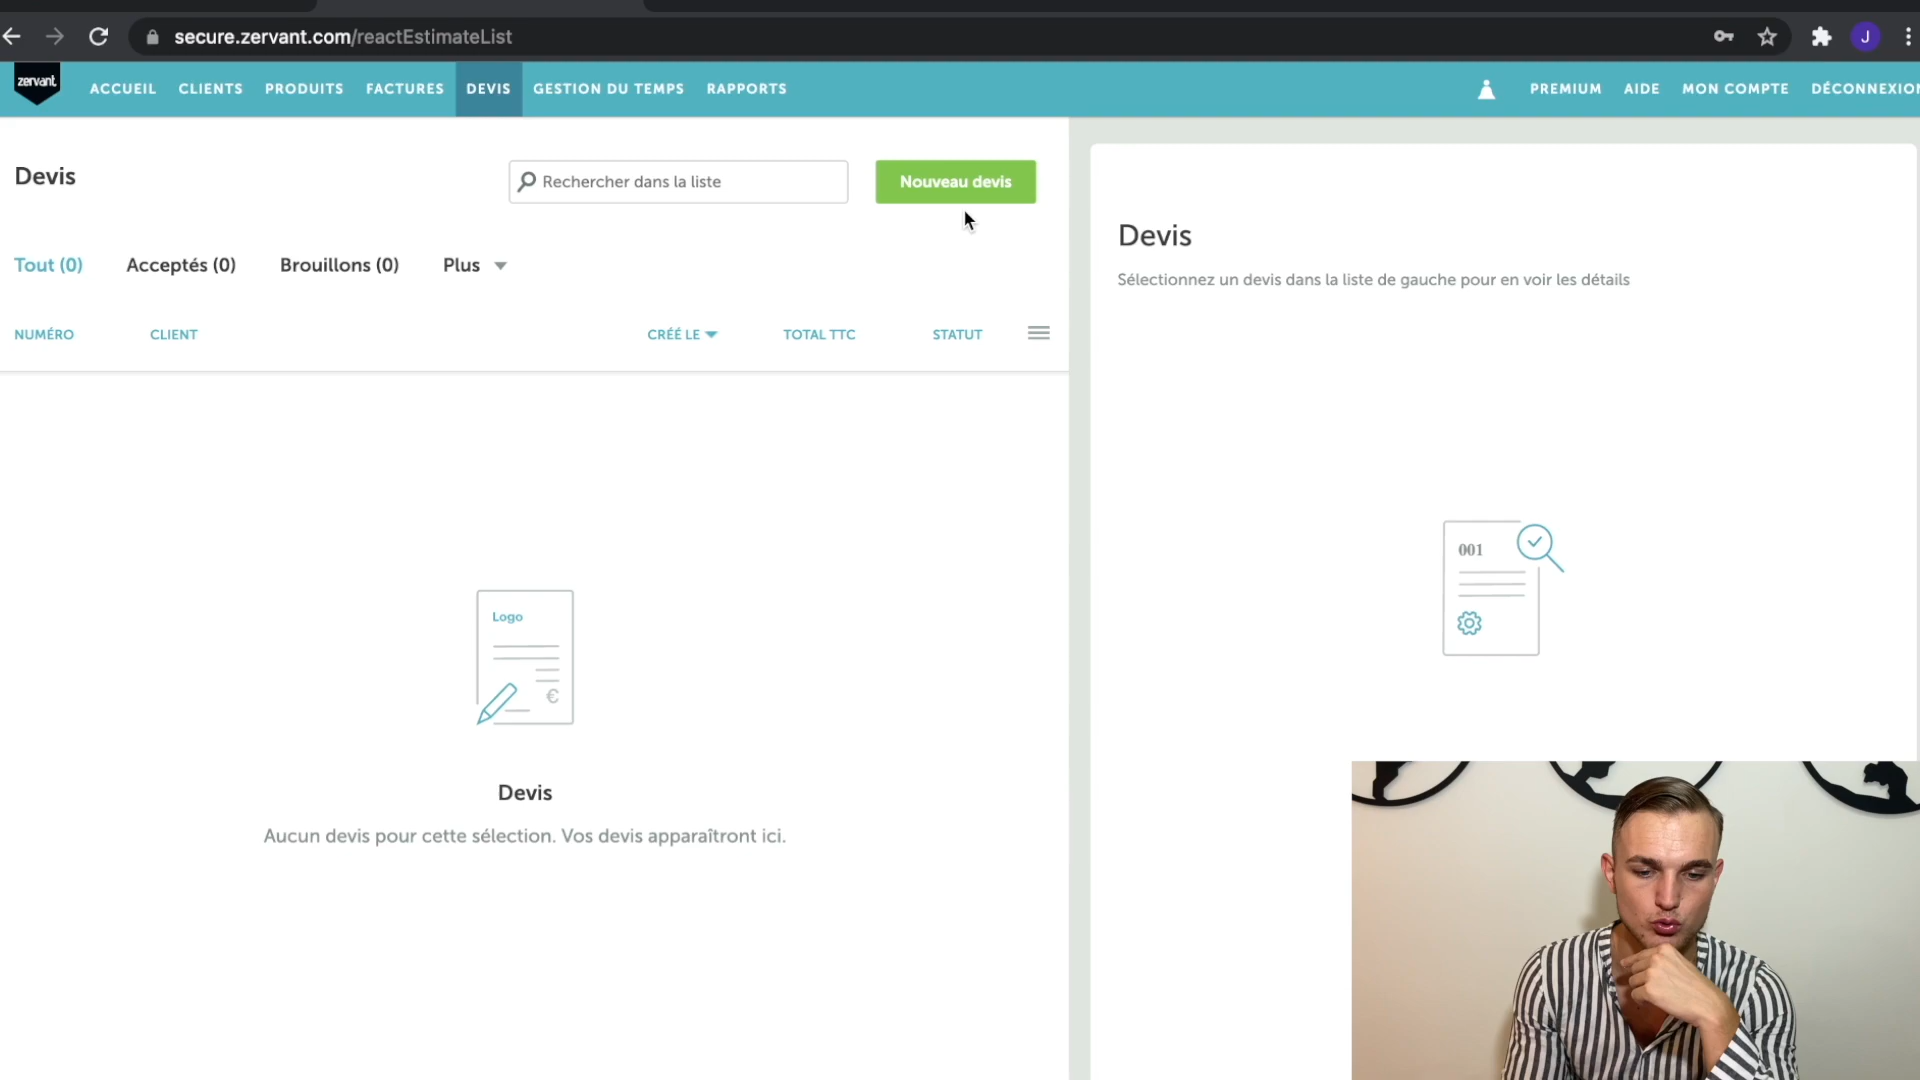 secure.zervant.com/reactEstimateList
J
zervant
ACCUEIL CLIENTS PRODUITS FACTURES DEVIS GESTION DU TEMPS RAPPORTS PREMIUM AIDE MON COMPTE DÉCONNEXION
Devis
Rechercher dans la liste
Nouveau devis
Tout (0) Acceptés (0) Brouillons (0) Plus
NUMÉRO CLIENT CRÉÉ LE TOTAL TTC STATUT
Logo
€
Devis
Aucun devis pour cette sélection. Vos devis apparaîtront ici.
Devis
Sélectionnez un devis dans la liste de gauche pour en voir les détails
001